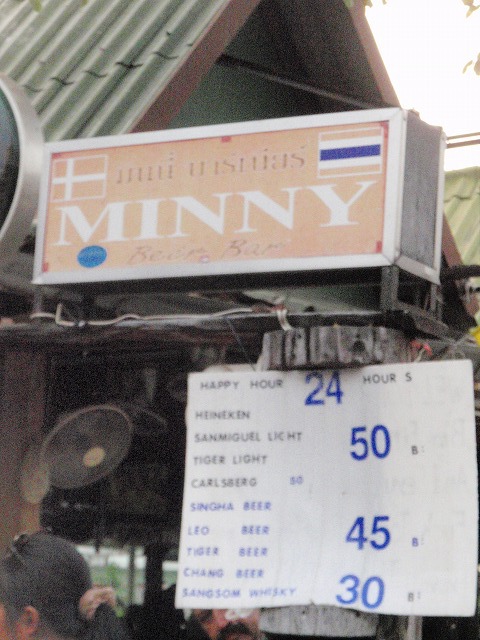 มินนี่ บาร์เบียร์
MINNY
Beer Bar
HAPPY HOUR 24 HOUR S
HEINEKEN
SANMIGUEL LICHT 50 B:
TIGER LIGHT
CARLSBERG 50
SINGHA BEER
LEO BEER 45 B:
TIGER BEER
CHANG BEER
SANGSOM WHISKY 30 B: